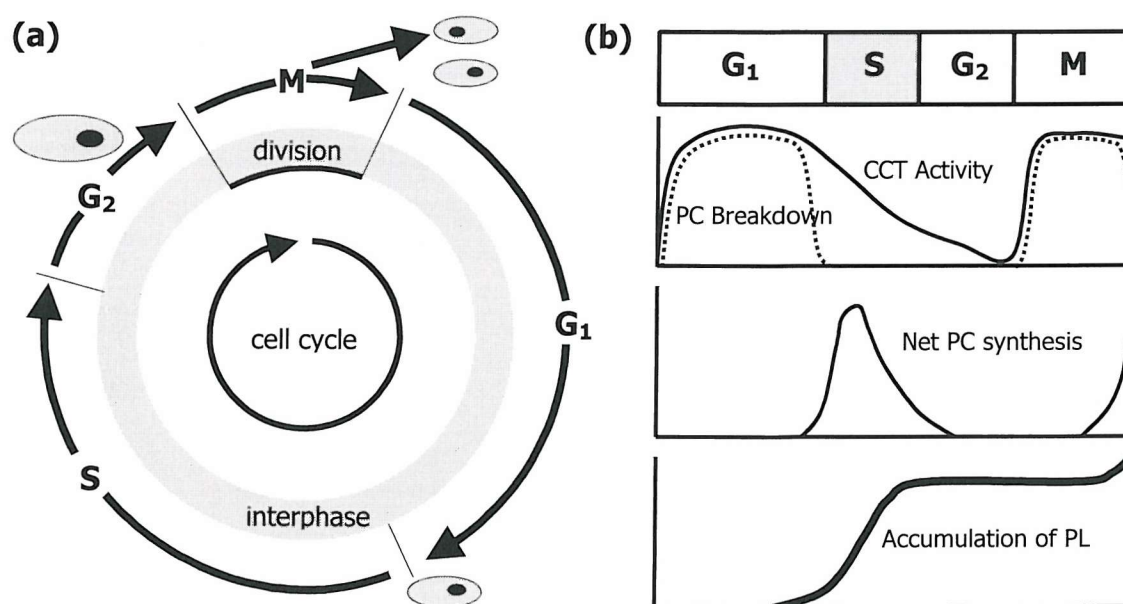 (a)
M
division
G2
cell cycle
G1
S
interphase
(b)
G1 S G2 M
CCT Activity
PC Breakdown
Net PC synthesis
Accumulation of PL